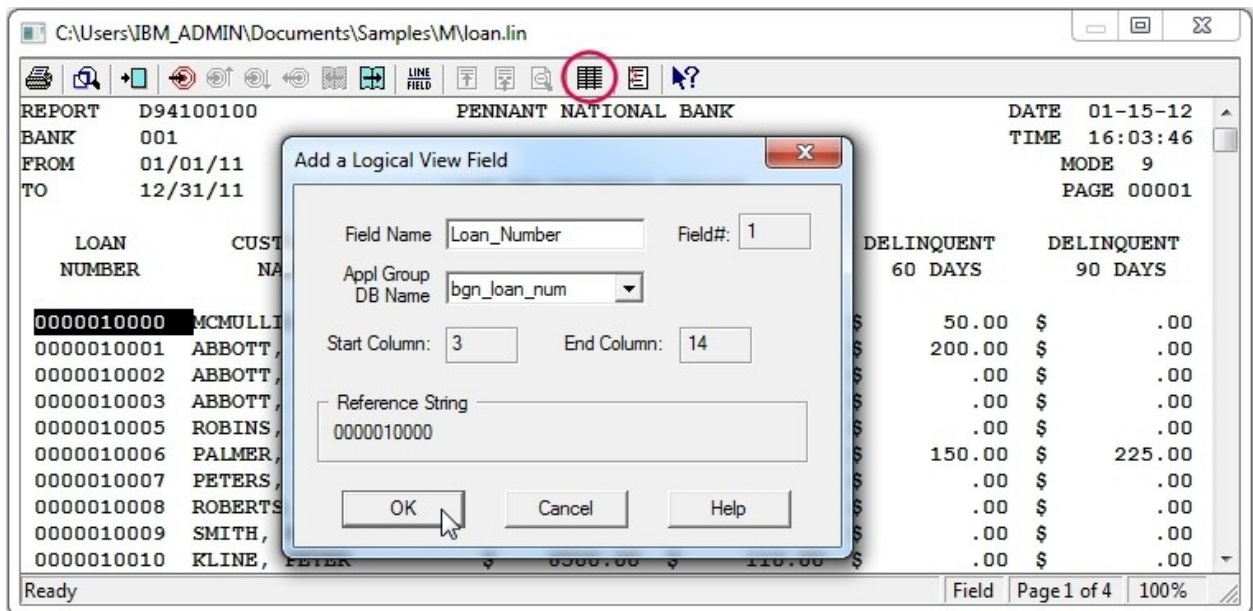 C:\Users\IBM_ADMIN\Documents\Samples\M\loan.lin
LINE
FIELD
REPORT D94100100 PENNANT NATIONAL BANK DATE 01-15-12
BANK 001 TIME 16:03:46
FROM 01/01/11 MODE 9
TO 12/31/11 PAGE 00001
Add a Logical View Field
Field Name Loan_Number Field#: 1
Appl Group
DB Name bgn_loan_num
Start Column: 3 End Column: 14
Reference String
0000010000
OK Cancel Help
LOAN CUST DELINQUENT DELINQUENT
NUMBER NA 60 DAYS 90 DAYS
0000010000 MCMULLI $ 50.00 $ .00
0000010001 ABBOTT, $ 200.00 $ .00
0000010002 ABBOTT, $ .00 $ .00
0000010003 ABBOTT, $ .00 $ .00
0000010005 ROBINS, $ .00 $ .00
0000010006 PALMER, $ 150.00 $ 225.00
0000010007 PETERS, $ .00 $ .00
0000010008 ROBERTS $ .00 $ .00
0000010009 SMITH, $ .00 $ .00
0000010010 KLINE, PETER $ $ $ .00 $ .00
Ready Field Page 1 of 4 100%